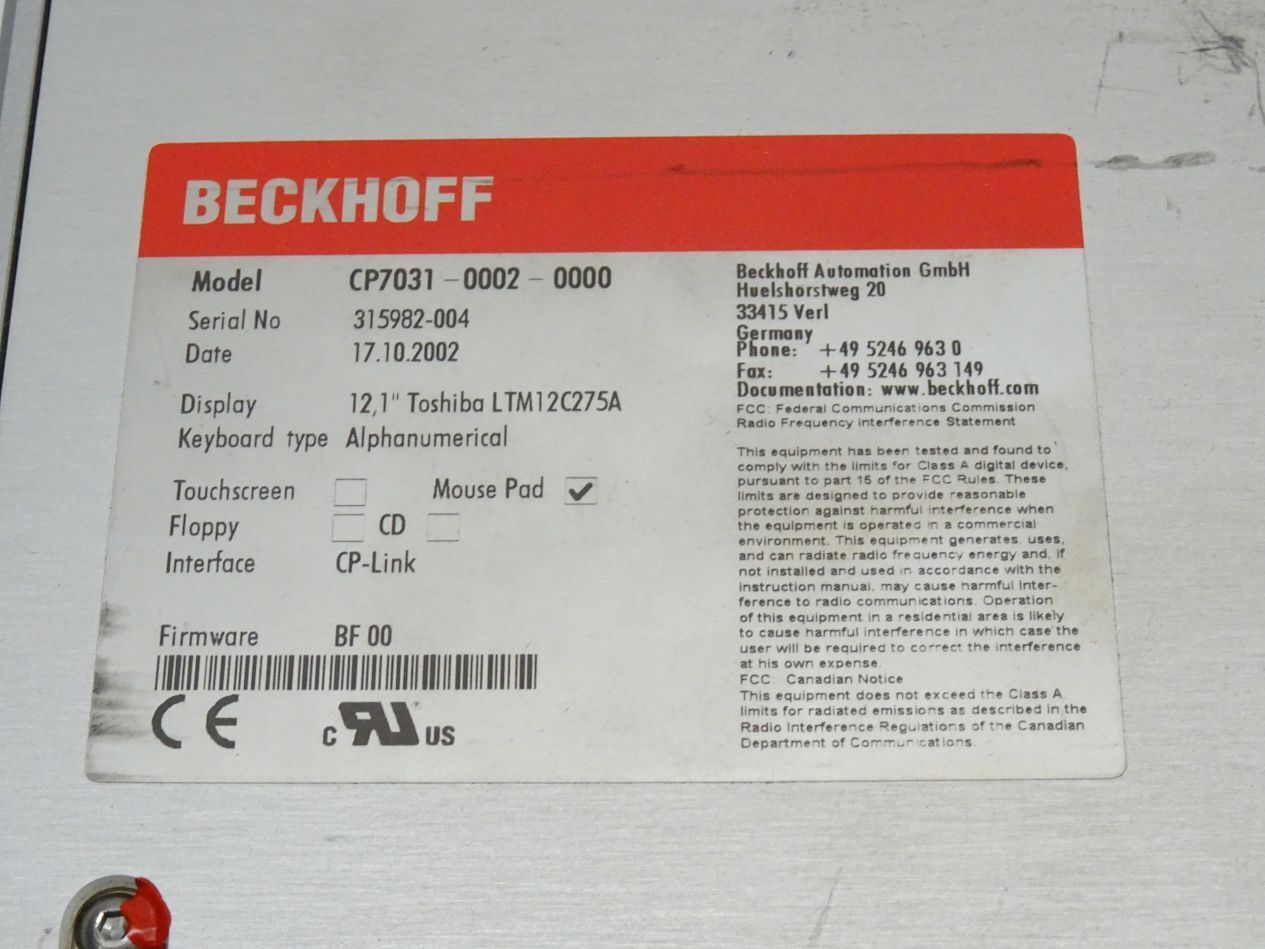 BECKHOFF
Model CP7031 - 0002 - 0000
Serial No 315982-004
Date 17.10.2002
Display 12,1" Toshiba LTM12C275A
Keyboard type Alphanumerical
Touchscreen Mouse Pad ✓
Floppy CD
Interface CP-Link
Firmware BF 00
CE
c RU ® US
Beckhoff Automation GmbH
Huelshorstweg 20
33415 Verl
Germany
Phone: +49 5246 963 0
Fax: +49 5246 963 149
Documentation: www.beckhoff.com
FCC: Federal Communications Commission
Radio Frequency Interference Statement
This equipment has been tested and found to
comply with the limits for Class A digital device,
pursuant to part 15 of the FCC Rules. These
limits are designed to provide reasonable
protection against harmful interference when
the equipment is operated in a commercial
environment. This equipment generates, uses,
and can radiate radio frequency energy and, if
not installed and used in accordance with the
instruction manual, may cause harmful Inter-
ference to radio communications. Operation
of this equipment in a residential area is likely
to cause harmful interference in which case the
user will be required to correct the interference
at his own expense.
FCC: Canadian Notice
This equipment does not exceed the Class A
limits for radiated emissions as described in the
Radio Interference Regulations of the Canadian
Department of Communications.